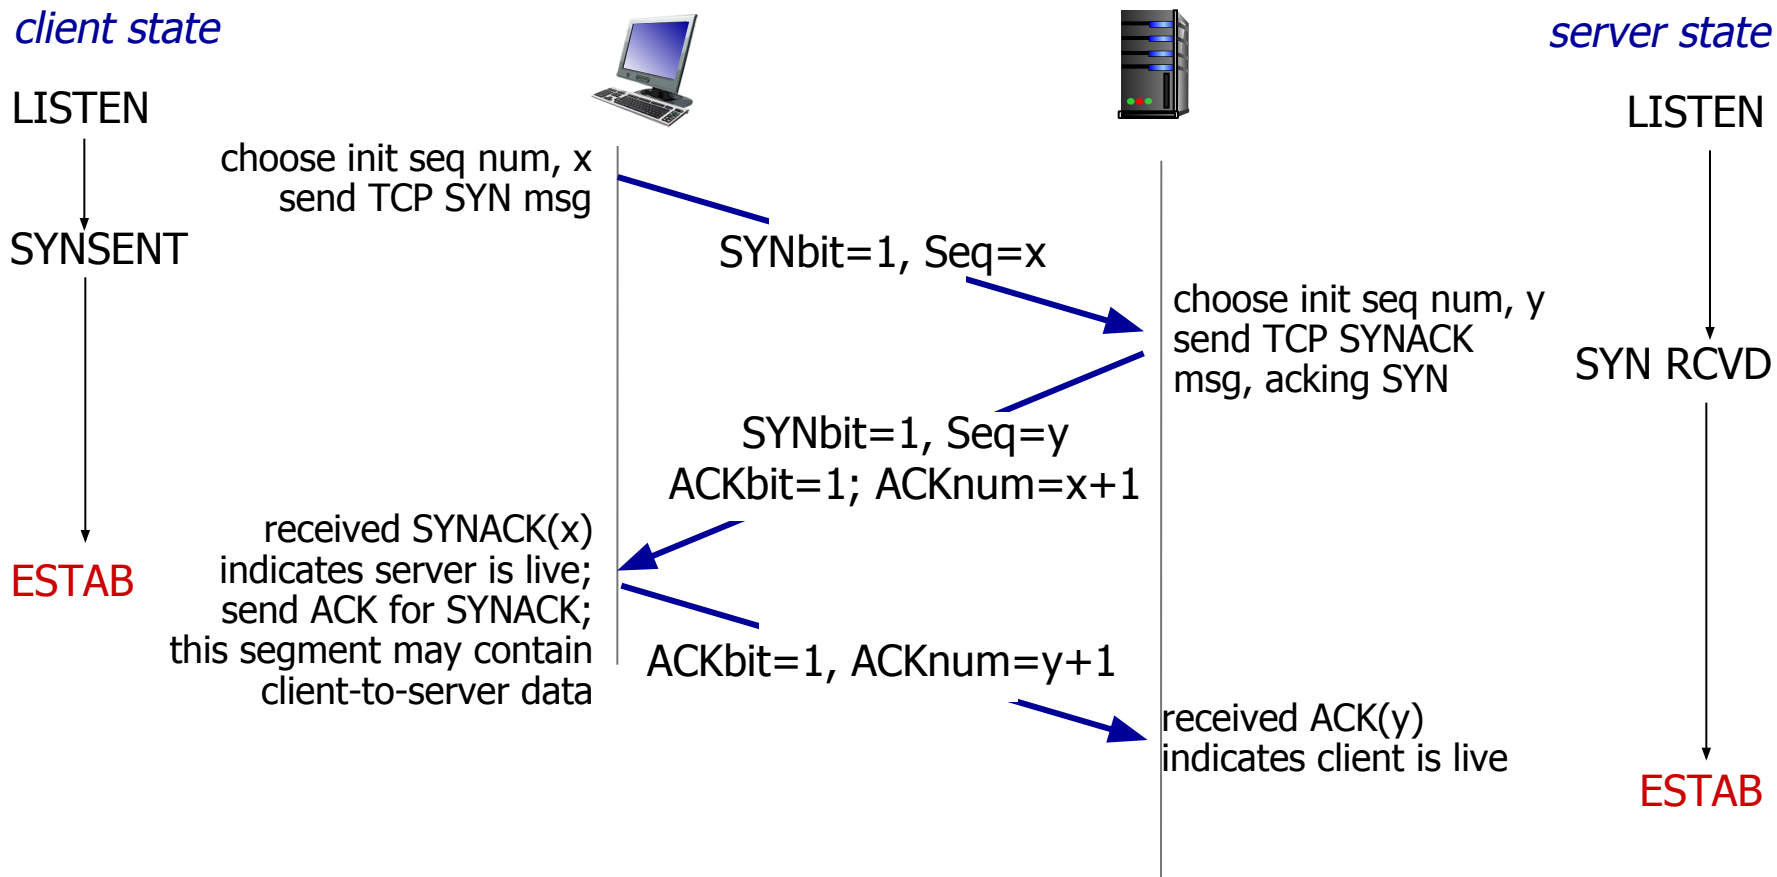 client state
server state
LISTEN
LISTEN
choose init seq num, x
send TCP SYN msg
SYNSENT
SYNbit=1, Seq=x
choose init seq num, y
send TCP SYNACK
msg, acking SYN
SYN RCVD
SYNbit=1, Seq=y
ACKbit=1; ACKnum=x+1
received SYNACK(x)
indicates server is live;
send ACK for SYNACK;
this segment may contain
client-to-server data
ESTAB
ACKbit=1, ACKnum=y+1
received ACK(y)
indicates client is live
ESTAB